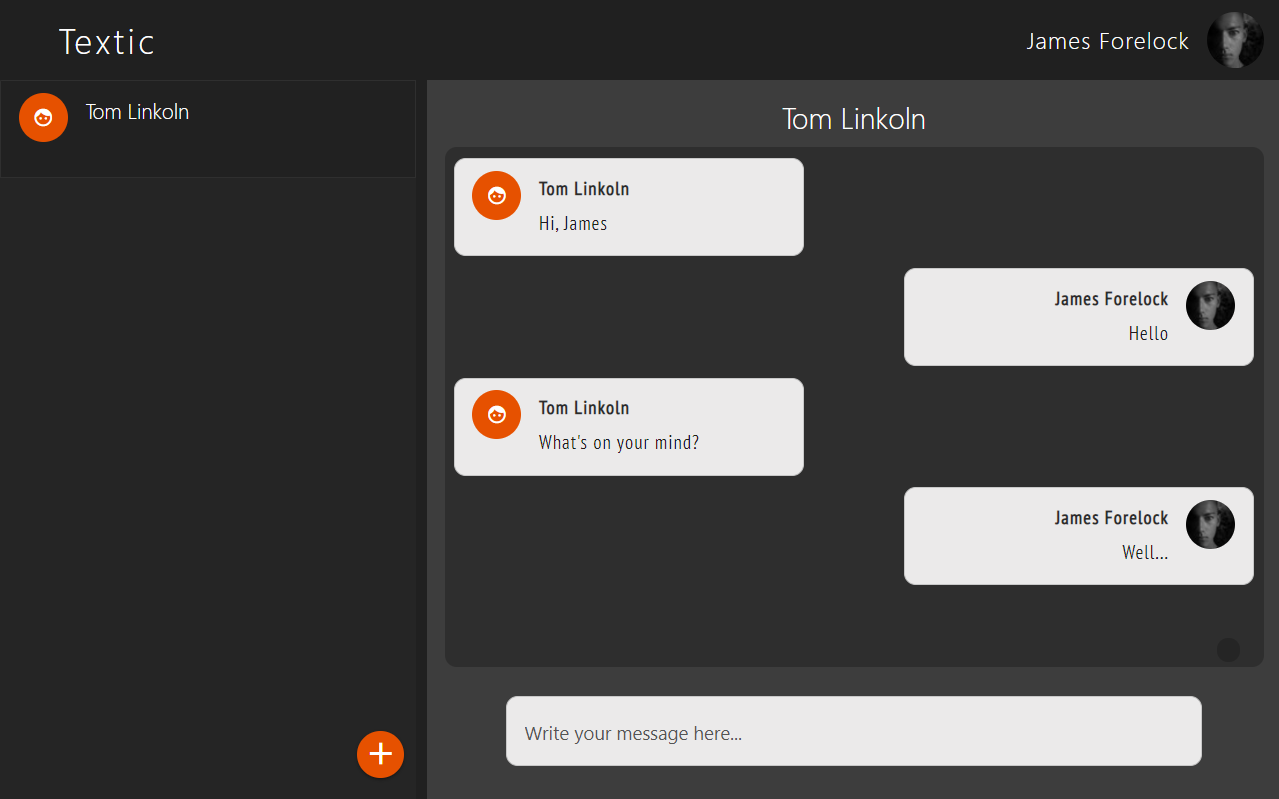 Textic
James Forelock
Tom Linkoln
Tom Linkoln
Tom Linkoln
Hi, James
James Forelock
Hello
Tom Linkoln
What's on your mind?
James Forelock
Well...
Write your message here...